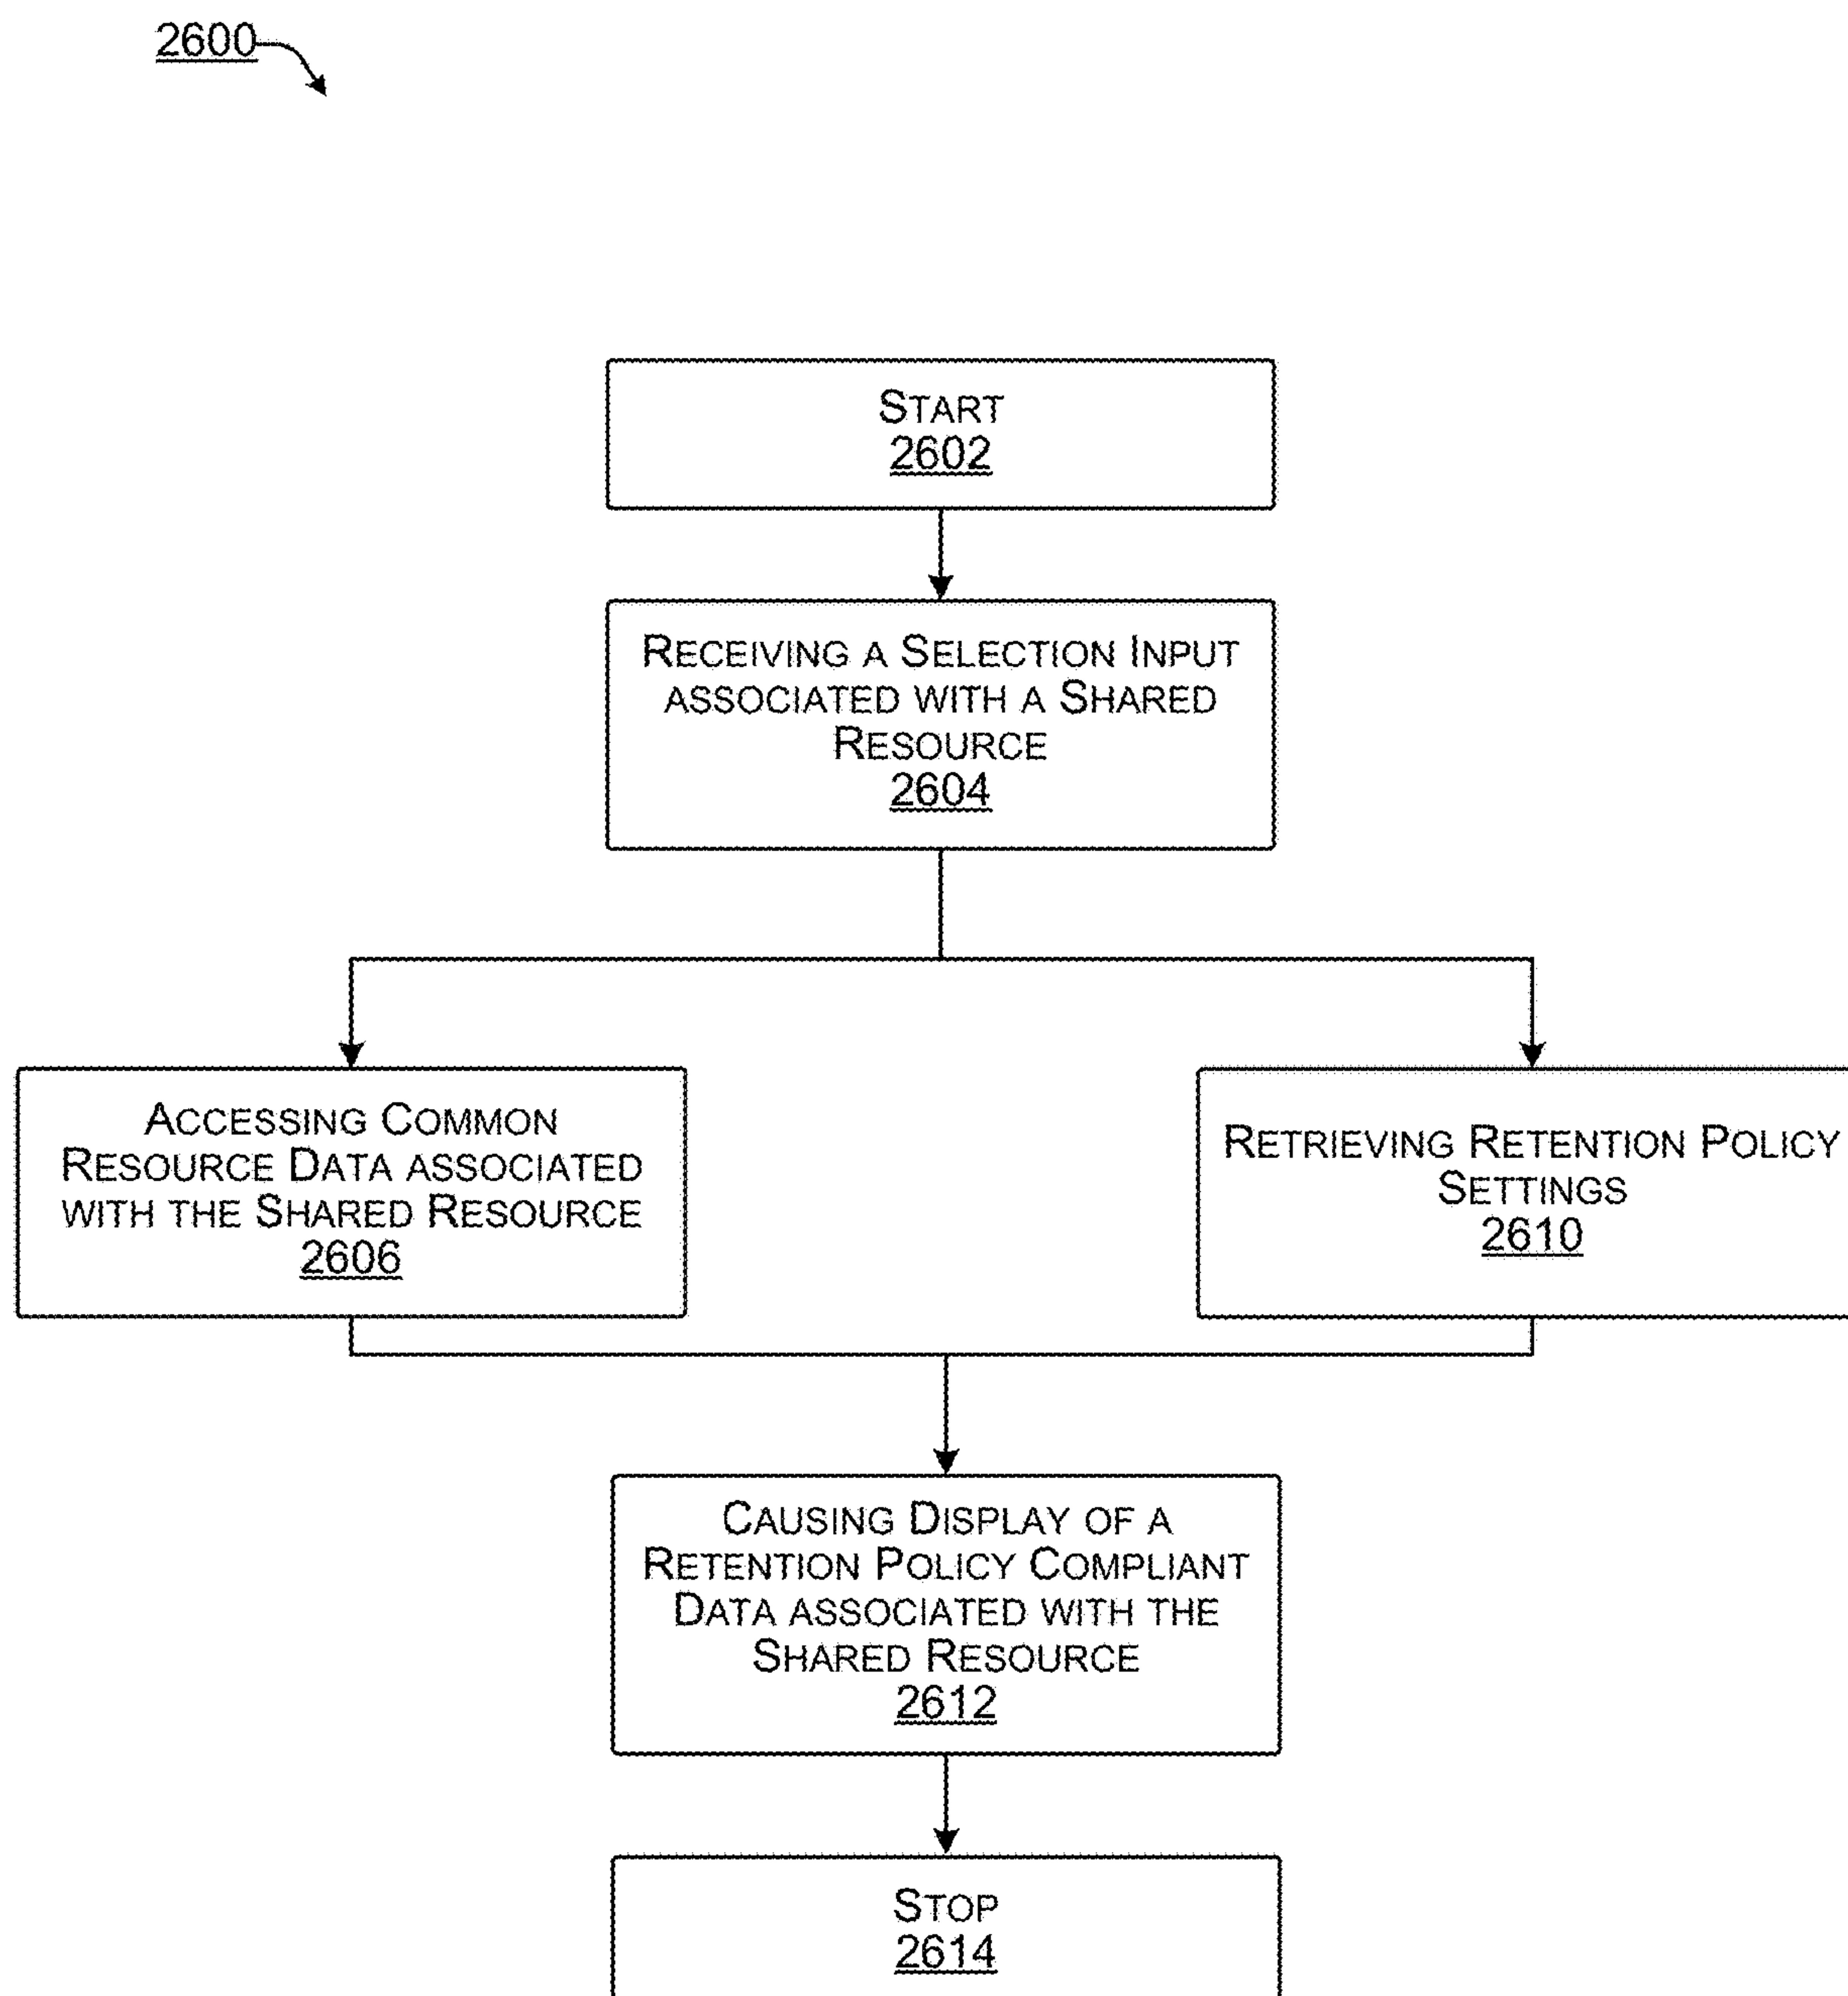 2600
START
2602
RECEIVING A SELECTION INPUT
ASSOCIATED WITH A SHARED
RESOURCE
2604
ACCESSING COMMON
RESOURCE DATA ASSOCIATED
WITH THE SHARED RESOURCE
2606
RETRIEVING RETENTION POLICY
SETTINGS
2610
CAUSING DISPLAY OF A
RETENTION POLICY COMPLIANT
DATA ASSOCIATED WITH THE
SHARED RESOURCE
2612
STOP
2614